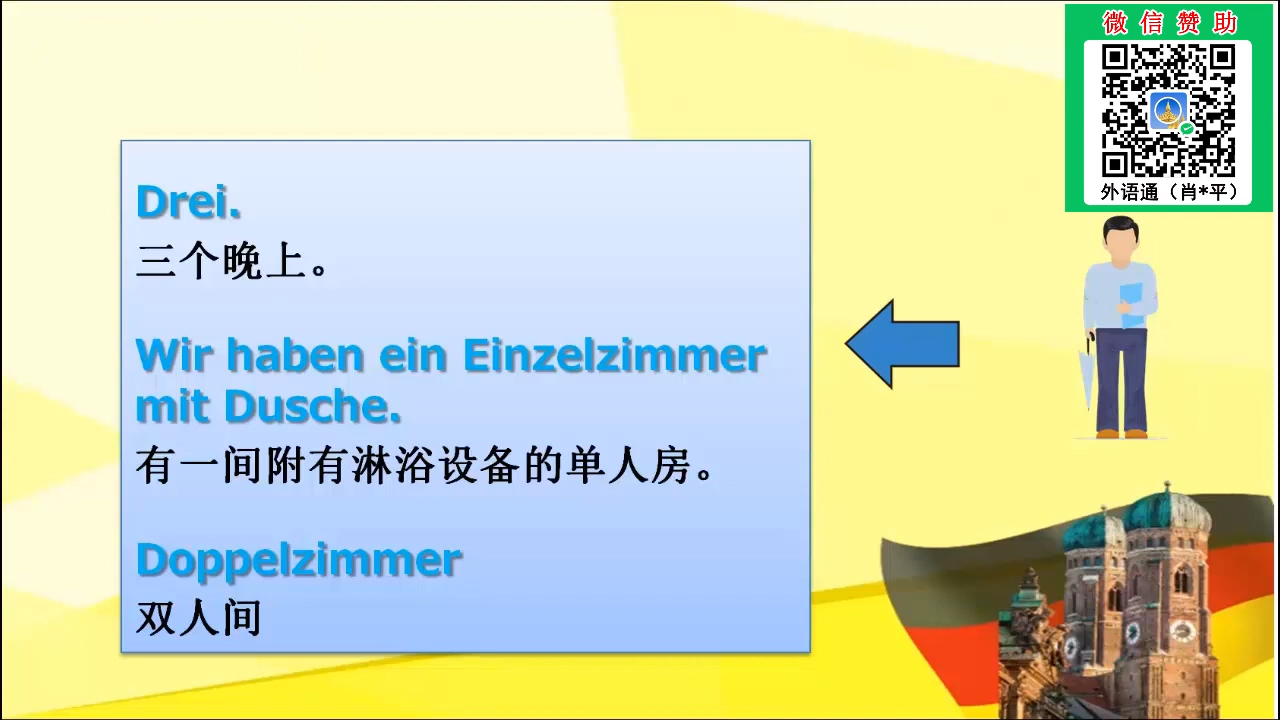 微信赞助
外语通（肖*平）
Drei.
三个晚上。
Wir haben ein Einzelzimmer
mit Dusche.
有一间附有淋浴设备的单人房。
Doppelzimmer
双人间